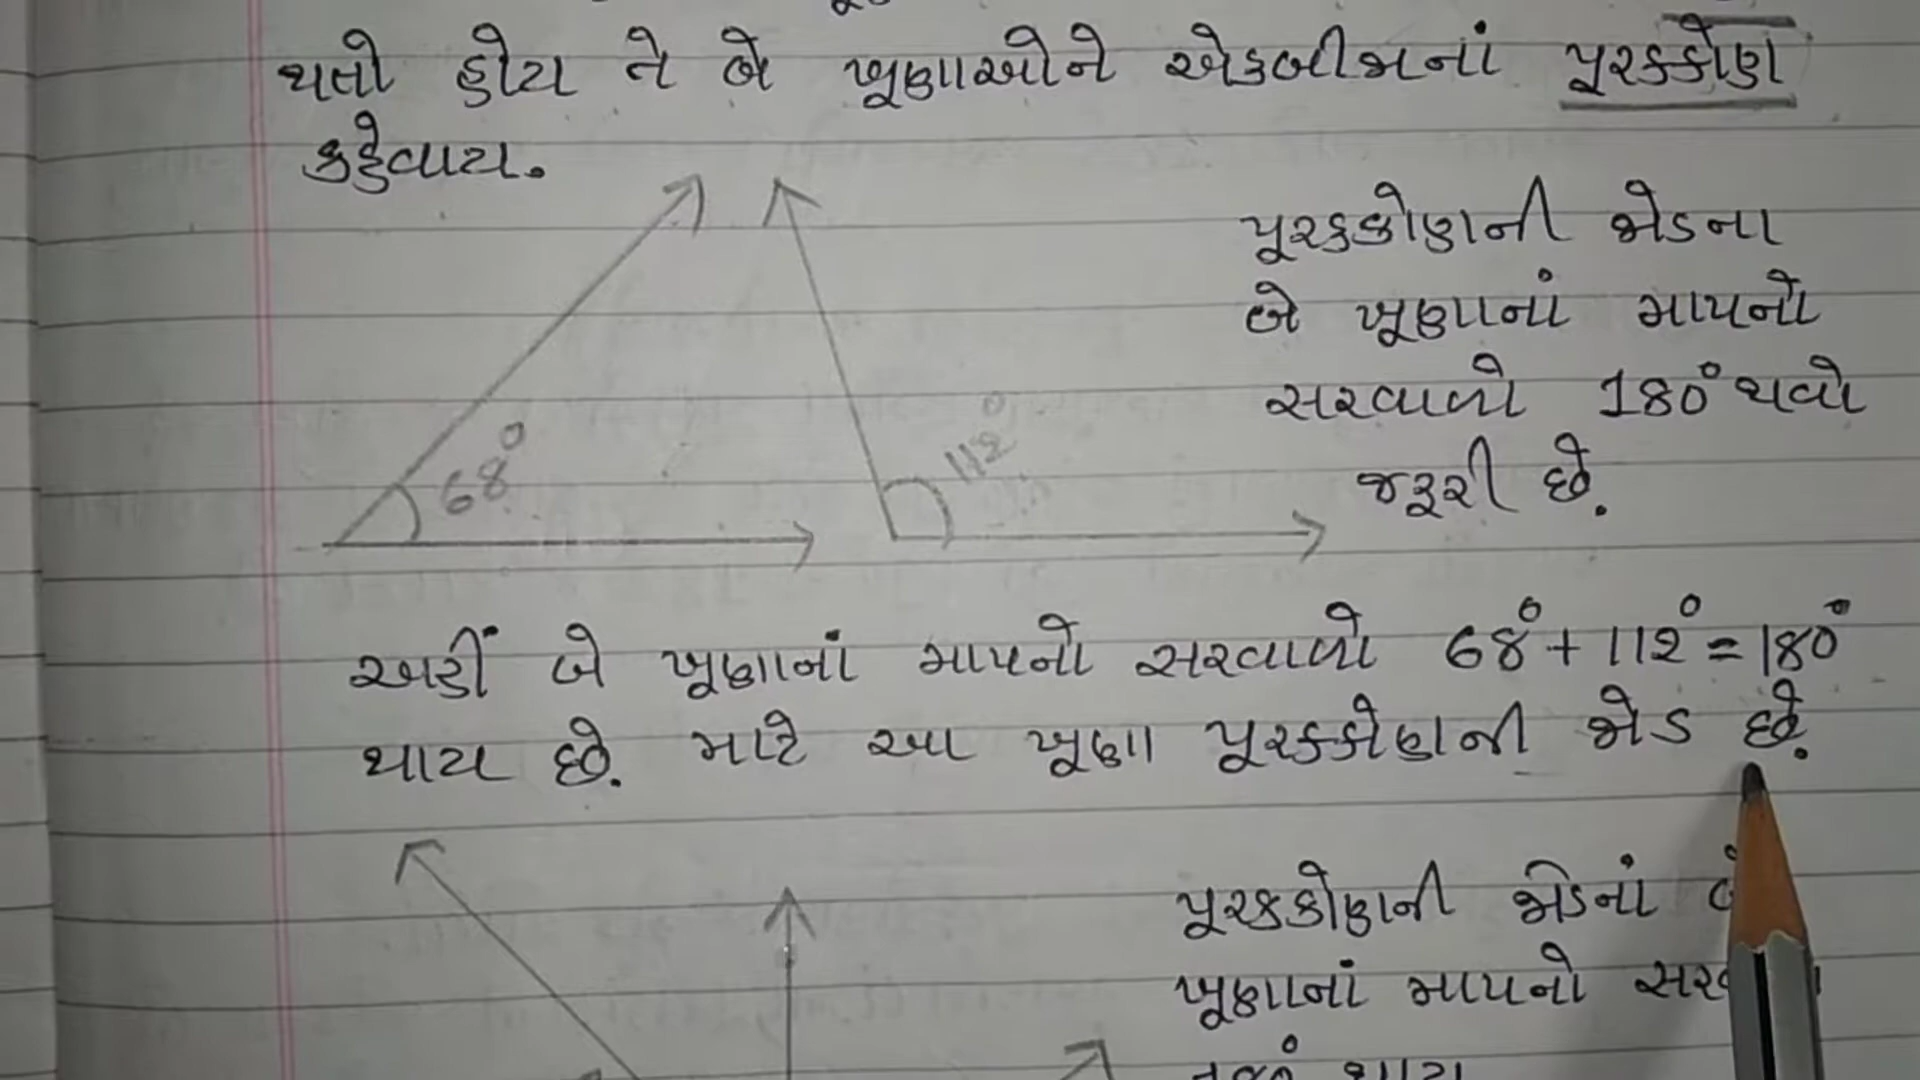 થતો હોય તે બે ખૂણાઓને એકબીજાનાં પૂરકકોણ
કહેવાય.
પૂરકકોણની જોડના
બે ખૂણાનાં માપનો
સરવાળો 180° થવો
જરૂરી છે.
68°
112°
અહીં બે ખૂણાનાં માપનો સરવાળો 68° + 112° = 180°
થાય છે. માટે આ ખૂણા પૂરકકોણની જોડ છે.
પૂરકકોણની જોડનાં
ખૂણાનાં માપનો